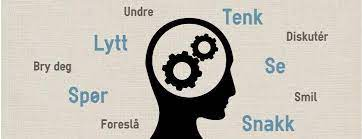 Undre
Tenk
Lytt
Diskutér
Bry deg
Se
Spør
Smil
Foreslå
Snakk